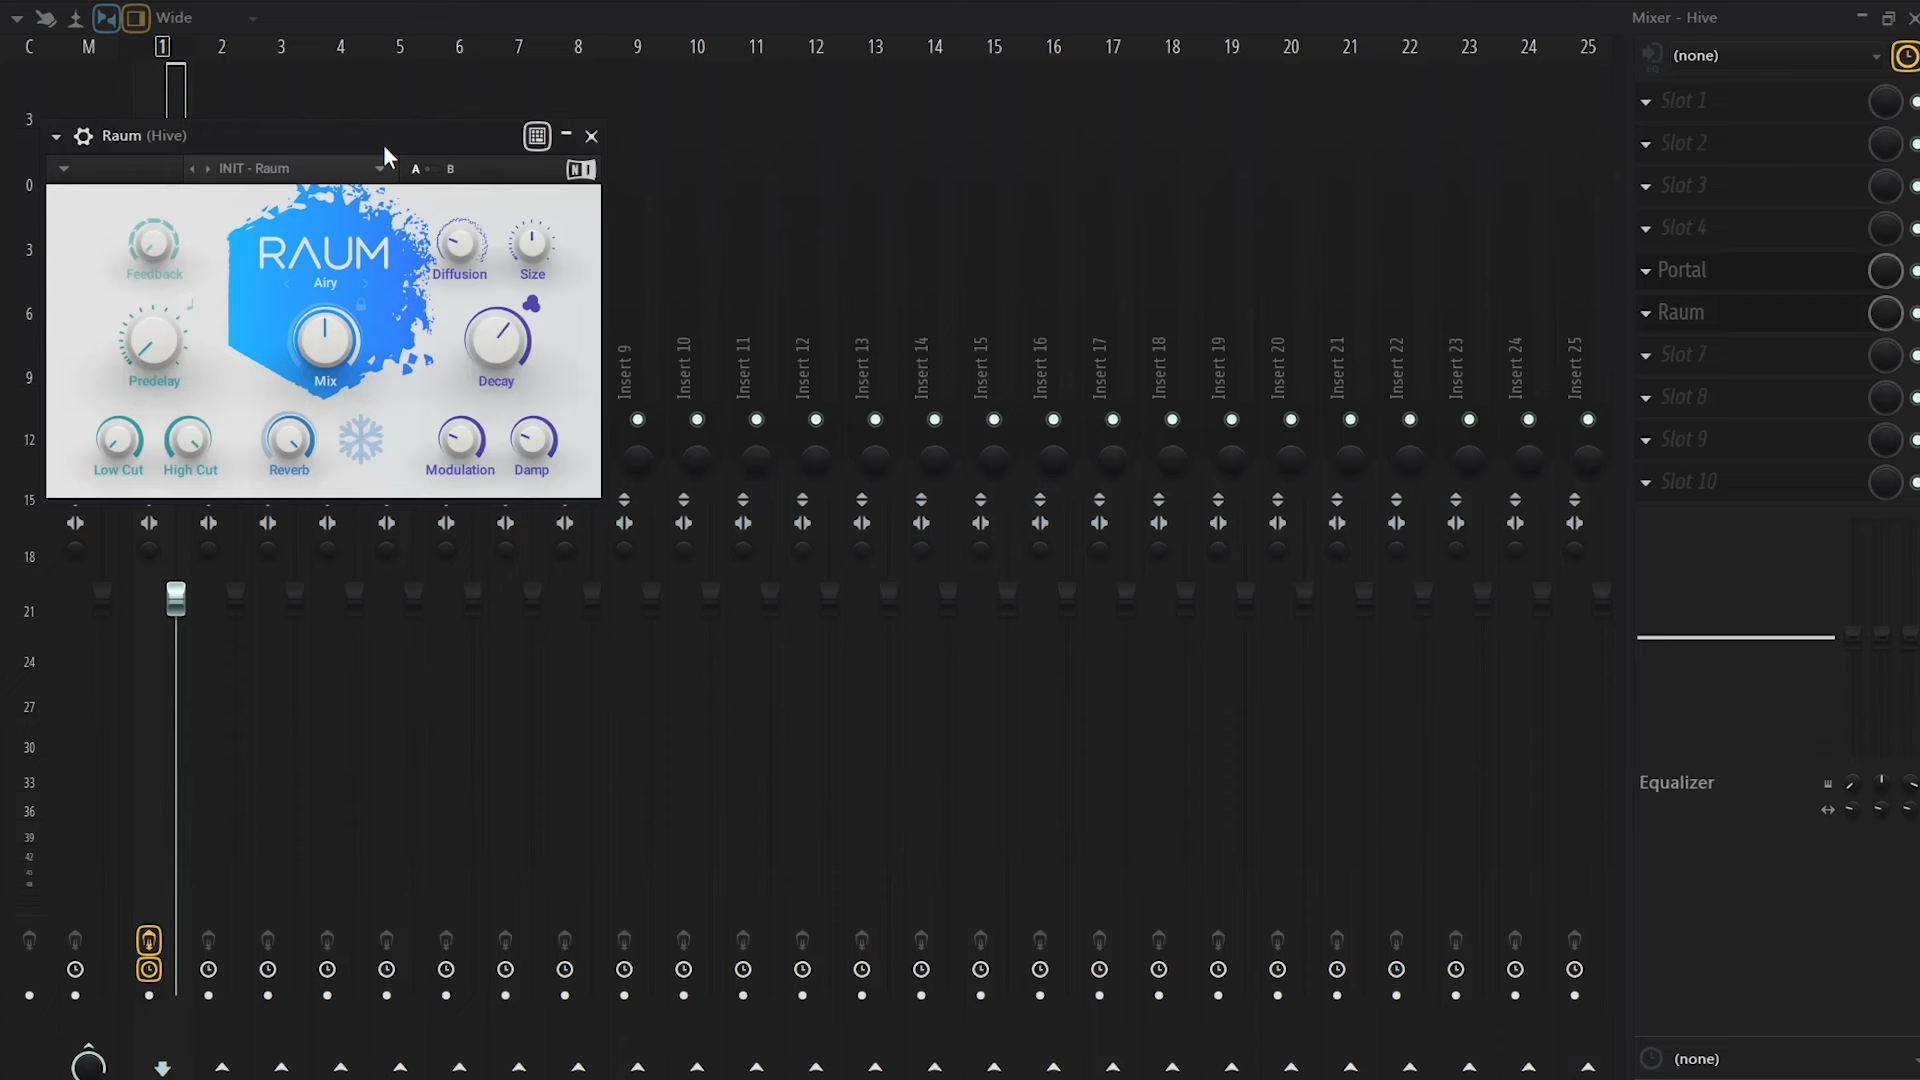 Wide
Mixer - Hive
C M 1 2 3 4 5 6 7 8 9 10 11 12 13 14 15 16 17 18 19 20 21 22 23 24 25
(none)
Slot 1
Slot 2
Slot 3
Slot 4
Portal
Raum
Slot 7
Slot 8
Slot 9
Slot 10
Raum (Hive)
INIT - Raum
A B
NI
RAUM
Airy
Feedback
Diffusion
Size
Predelay
Mix
Decay
Low Cut
High Cut
Reverb
Modulation
Damp
3
0
3
6
9
12
15
18
21
24
27
30
33
36
39
42
Insert 9
Insert 10
Insert 11
Insert 12
Insert 13
Insert 14
Insert 15
Insert 16
Insert 17
Insert 18
Insert 19
Insert 20
Insert 21
Insert 22
Insert 23
Insert 24
Insert 25
Equalizer
(none)